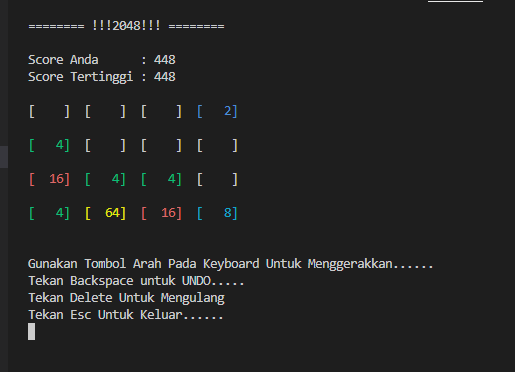 ======== !!!2048!!! ========
Score Anda      : 448
Score Tertinggi : 448
[    ]  [    ]  [    ]  [   2]
[   4]  [    ]  [    ]  [    ]
[  16]  [   4]  [   4]  [    ]
[   4]  [  64]  [  16]  [   8]
Gunakan Tombol Arah Pada Keyboard Untuk Menggerakkan......
Tekan Backspace untuk UNDO.....
Tekan Delete Untuk Mengulang
Tekan Esc Untuk Keluar......